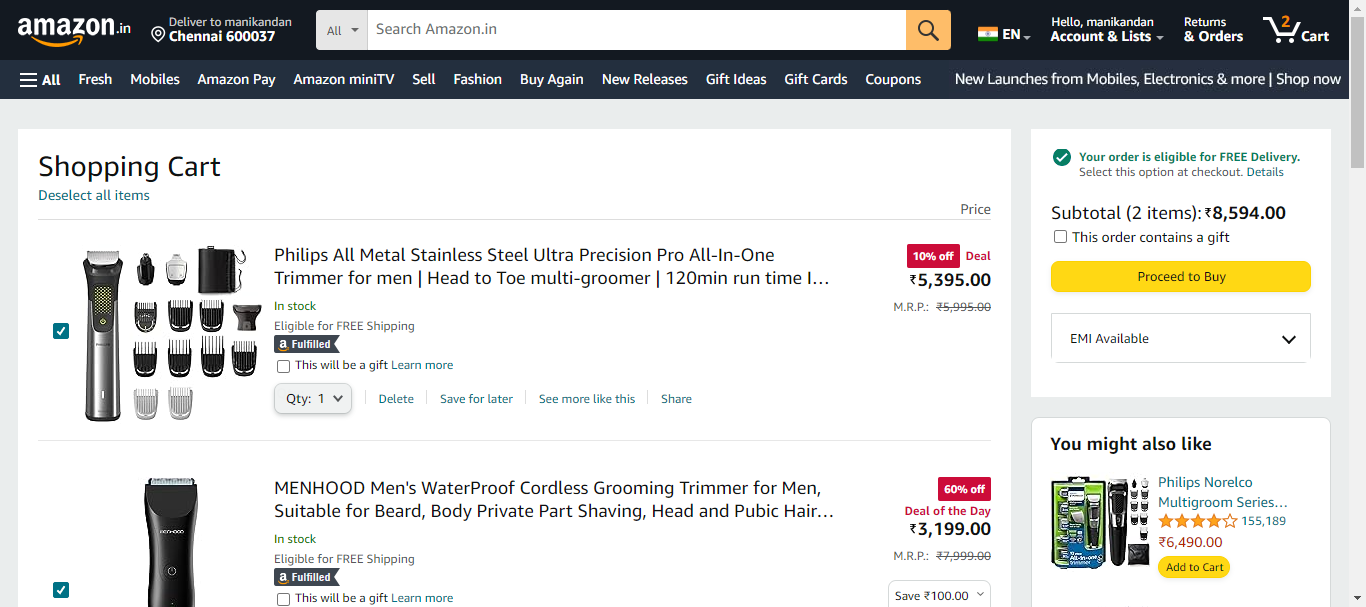 amazon.in
Deliver to manikandan
Chennai 600037
All
Search Amazon.in
EN
Hello, manikandan
Account & Lists
Returns
& Orders
2
Cart
All
Fresh
Mobiles
Amazon Pay
Amazon miniTV
Sell
Fashion
Buy Again
New Releases
Gift Ideas
Gift Cards
Coupons
New Launches from Mobiles, Electronics & more | Shop now
Shopping Cart
Deselect all items
Price
Philips All Metal Stainless Steel Ultra Precision Pro All-In-One
Trimmer for men | Head to Toe multi-groomer | 120min run time I...
10% off Deal
₹5,395.00
M.R.P.: ₹5,995.00
In stock
Eligible for FREE Shipping
a Fulfilled
This will be a gift Learn more
Qty: 1
Delete
Save for later
See more like this
Share
MENHOOD
MENHOOD Men's WaterProof Cordless Grooming Trimmer for Men,
Suitable for Beard, Body Private Part Shaving, Head and Pubic Hair...
60% off
Deal of the Day
₹3,199.00
M.R.P.: ₹7,999.00
In stock
Eligible for FREE Shipping
a Fulfilled
This will be a gift Learn more
Save ₹100.00
Your order is eligible for FREE Delivery.
Select this option at checkout. Details
Subtotal (2 items): ₹8,594.00
This order contains a gift
Proceed to Buy
EMI Available
You might also like
Philips Norelco
Multigroom Series...
155,189
₹6,490.00
Add to Cart